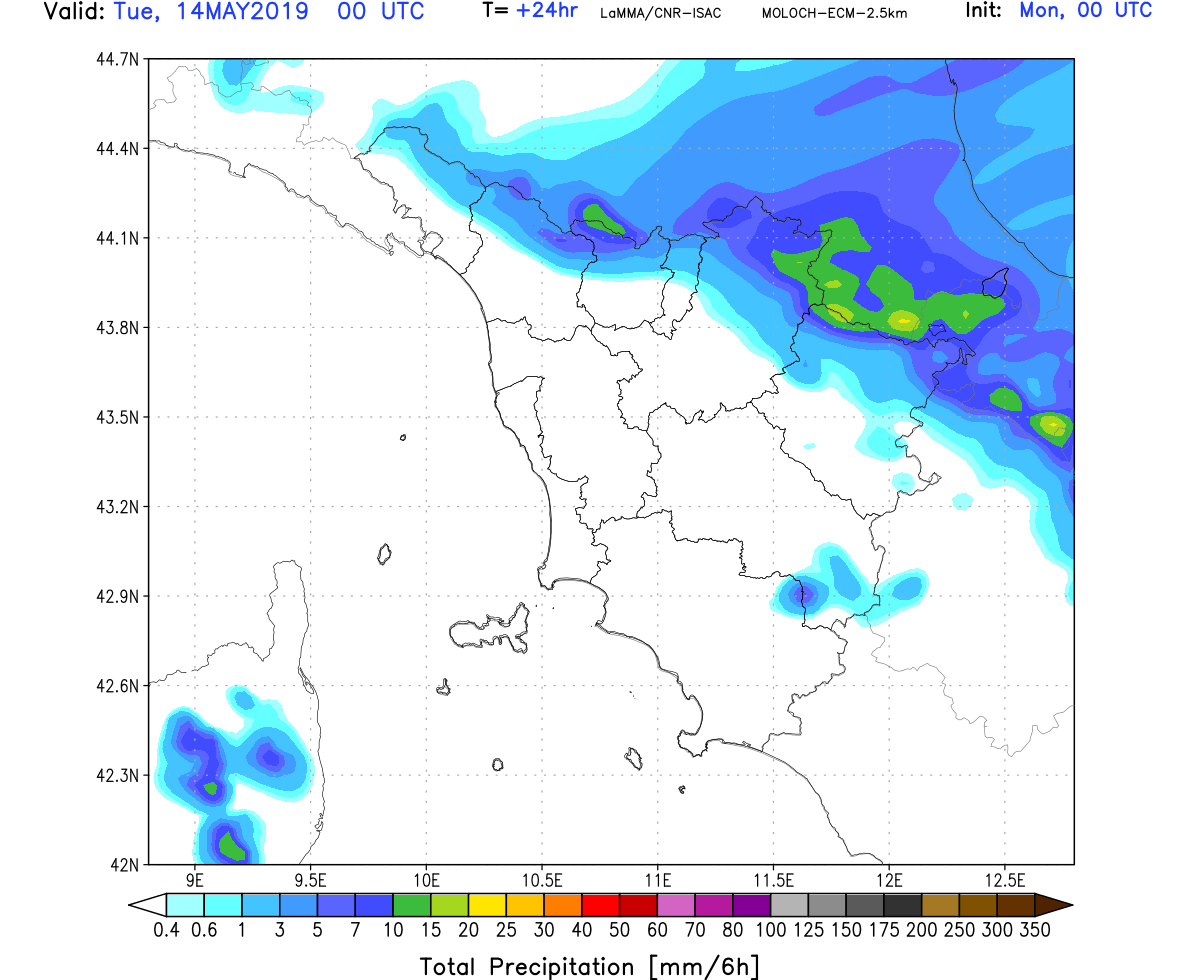 Valid: Tue, 14MAY2019 00 UTC T= +24hr LaMMA/CNR-ISAC MOLOCH-ECM-2.5km Init: Mon, 00 UTC
44.7N
44.4N
44.1N
43.8N
43.5N
43.2N
42.9N
42.6N
42.3N
42N
9E 9.5E 10E 10.5E 11E 11.5E 12E 12.5E
0.4 0.6 1 3 5 7 10 15 20 25 30 40 50 60 70 80 100 125 150 175 200 250 300 350
Total Precipitation [mm/6h]